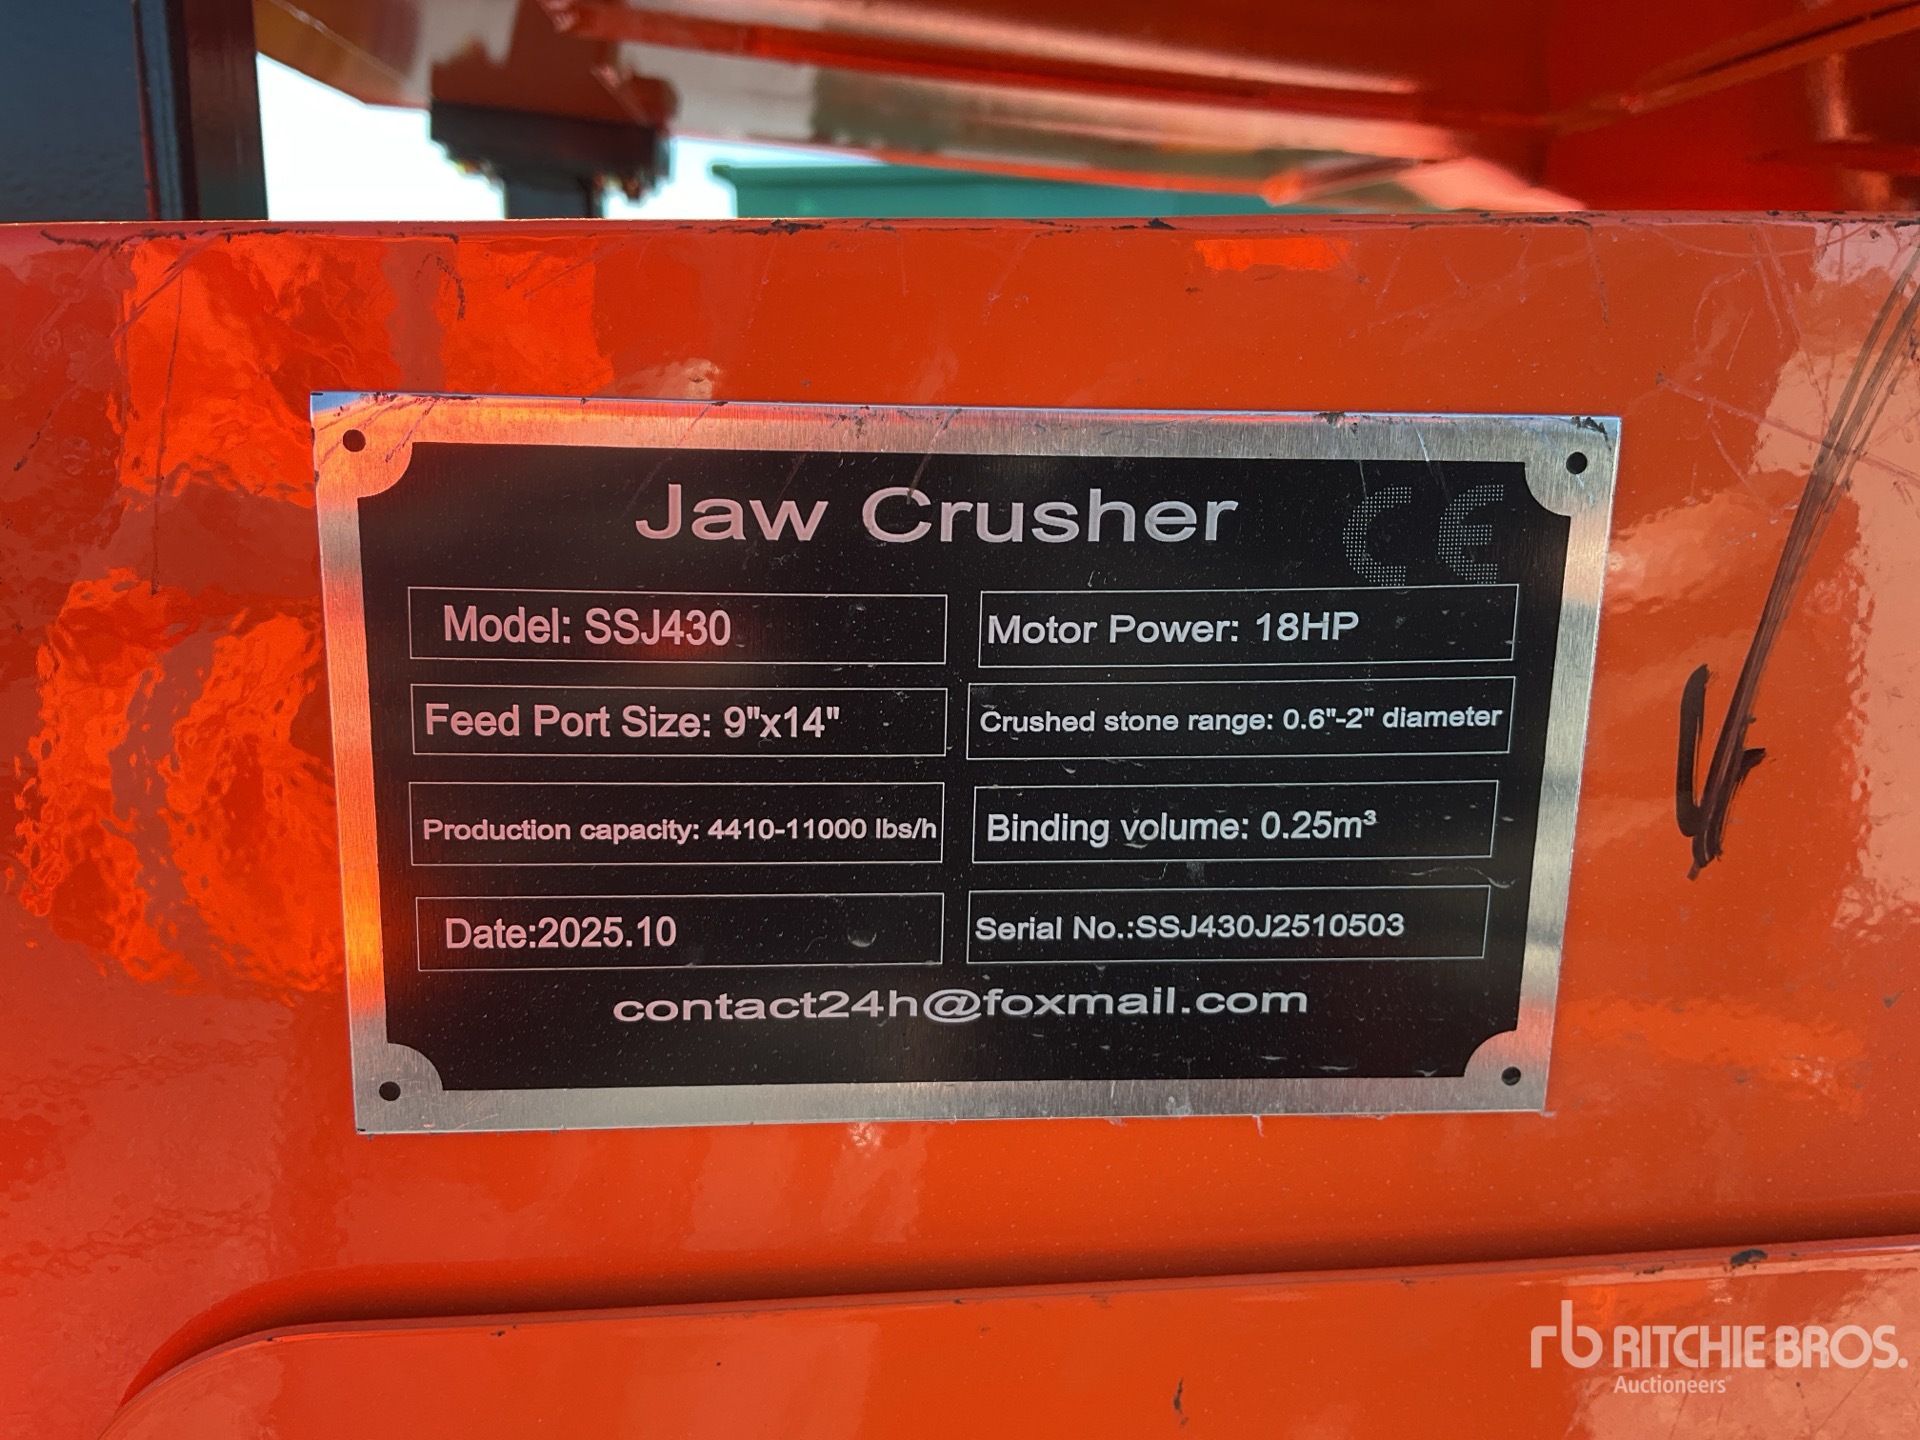 Jaw Crusher
CE
Model: SSJ430
Motor Power: 18HP
Feed Port Size: 9"x14"
Crushed stone range: 0.6"-2" diameter
Production capacity: 4410-11000 lbs/h
Binding volume: 0.25m³
Date:2025.10
Serial No.:SSJ430J2510503
contact24h@foxmail.com
rb RITCHIE BROS.
Auctioneers